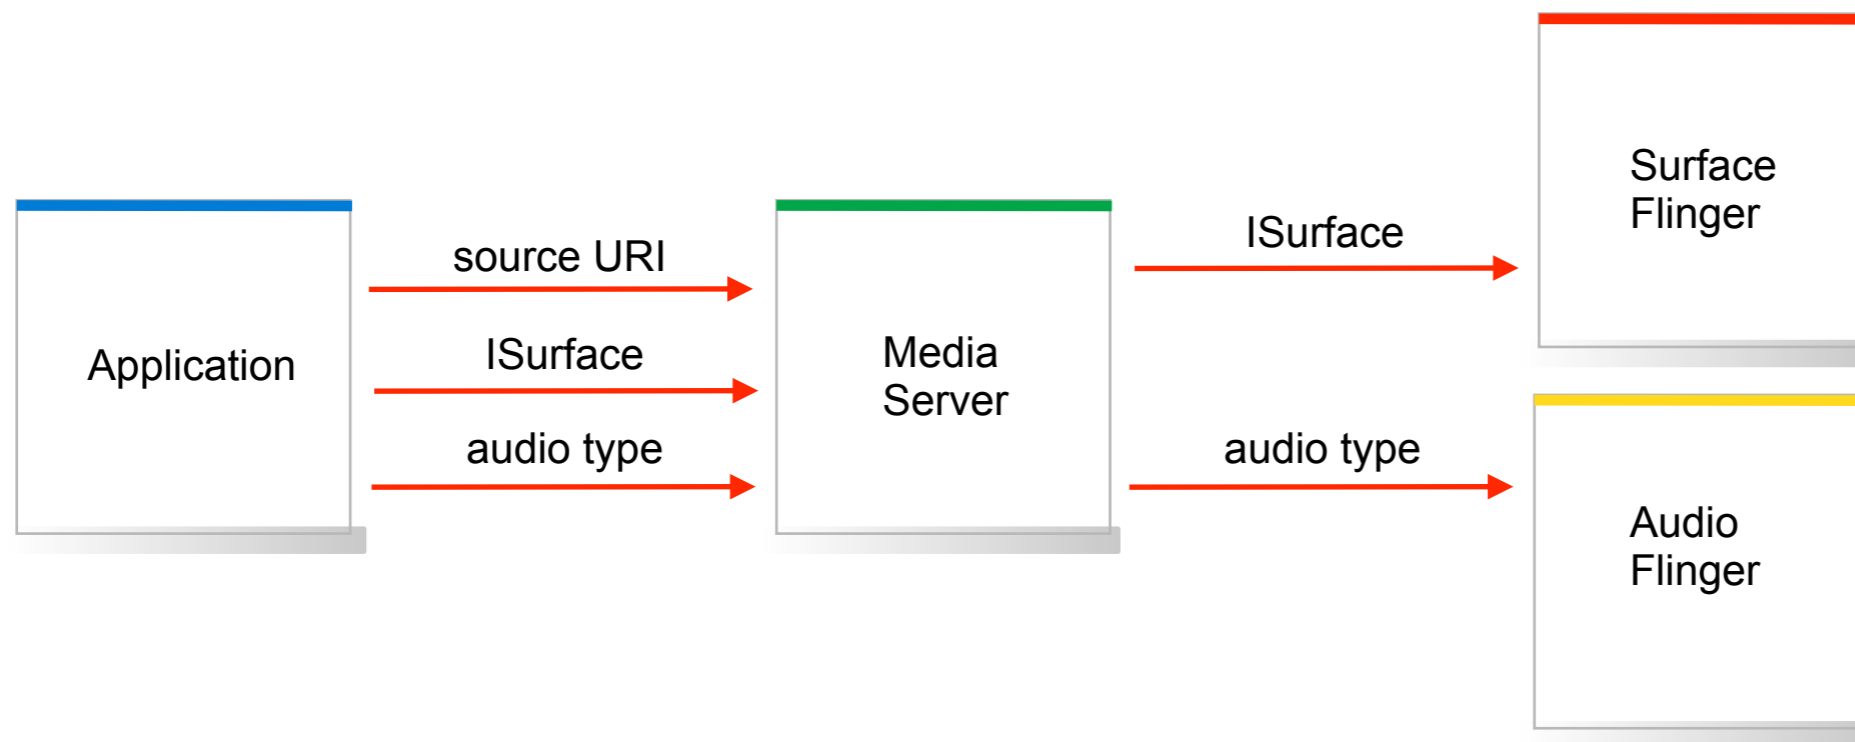 Application
source URI
ISurface
audio type
Media
Server
ISurface
audio type
Surface
Flinger
Audio
Flinger